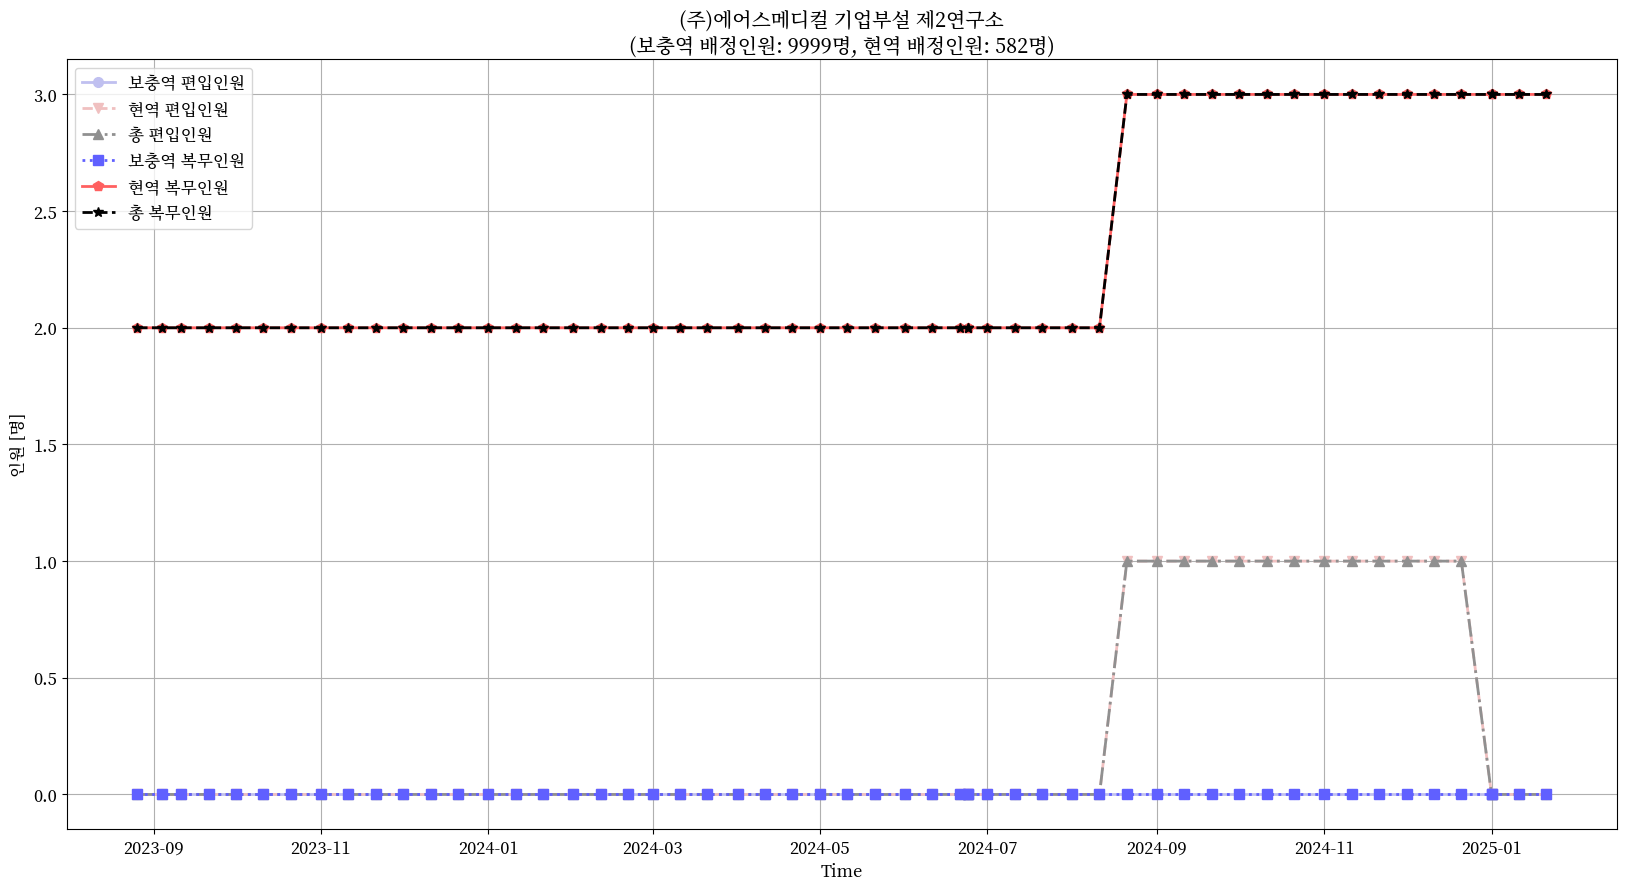 (주)에어스메디컬 기업부설 제2연구소
(보충역 배정인원: 9999명, 현역 배정인원: 582명)
보충역 편입인원
현역 편입인원
총 편입인원
보충역 복무인원
현역 복무인원
총 복무인원
3.0
2.5
2.0
1.5
1.0
0.5
0.0
인원 [명]
2023-09
2023-11
2024-01
2024-03
2024-05
2024-07
2024-09
2024-11
2025-01
Time